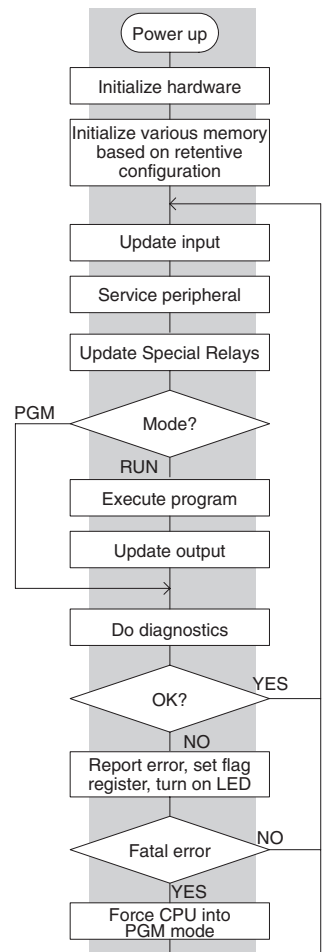 Power up
Initialize hardware
Initialize various memory
based on retentive
configuration
Update input
Service peripheral
Update Special Relays
PGM
Mode?
RUN
Execute program
Update output
Do diagnostics
YES
OK?
NO
Report error, set flag
register, turn on LED
NO
Fatal error
YES
Force CPU into
PGM mode